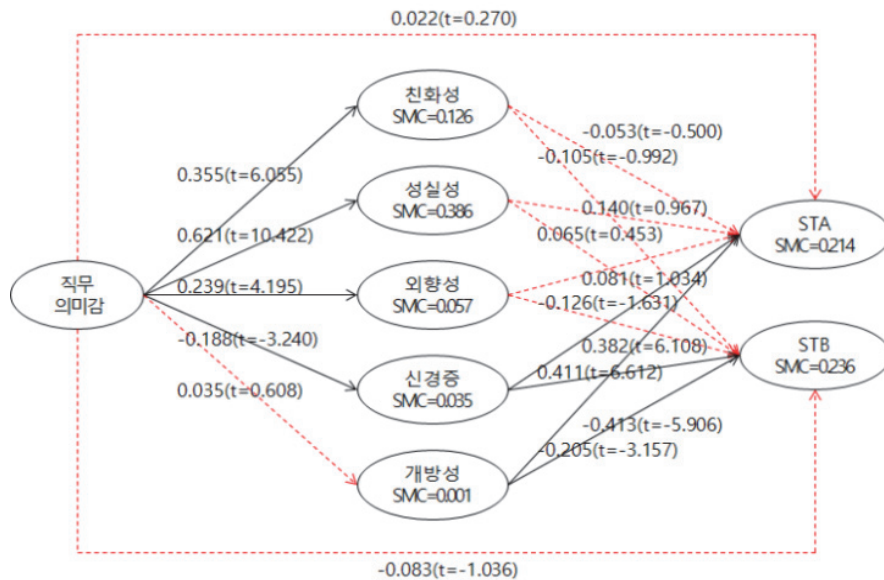 0.022(t=0.270)
친화성
SMC=0.126
-0.053(t=-0.500)
-0.105(t=-0.992)
0.355(t=6.055)
성실성
SMC=0.386
0.140(t=0.967)
0.065(t=0.453)
STA
SMC=0.214
0.621(t=10.422)
직무
의미감
0.239(t=4.195)
외향성
SMC=0.057
0.081(t=1.034)
-0.126(t=-1.631)
-0.188(t=-3.240)
STB
SMC=0.236
0.382(t=6.108)
0.411(t=6.612)
신경증
SMC=0.035
0.035(t=0.608)
-0.413(t=-5.906)
-0.205(t=-3.157)
개방성
SMC=0.001
-0.083(t=-1.036)